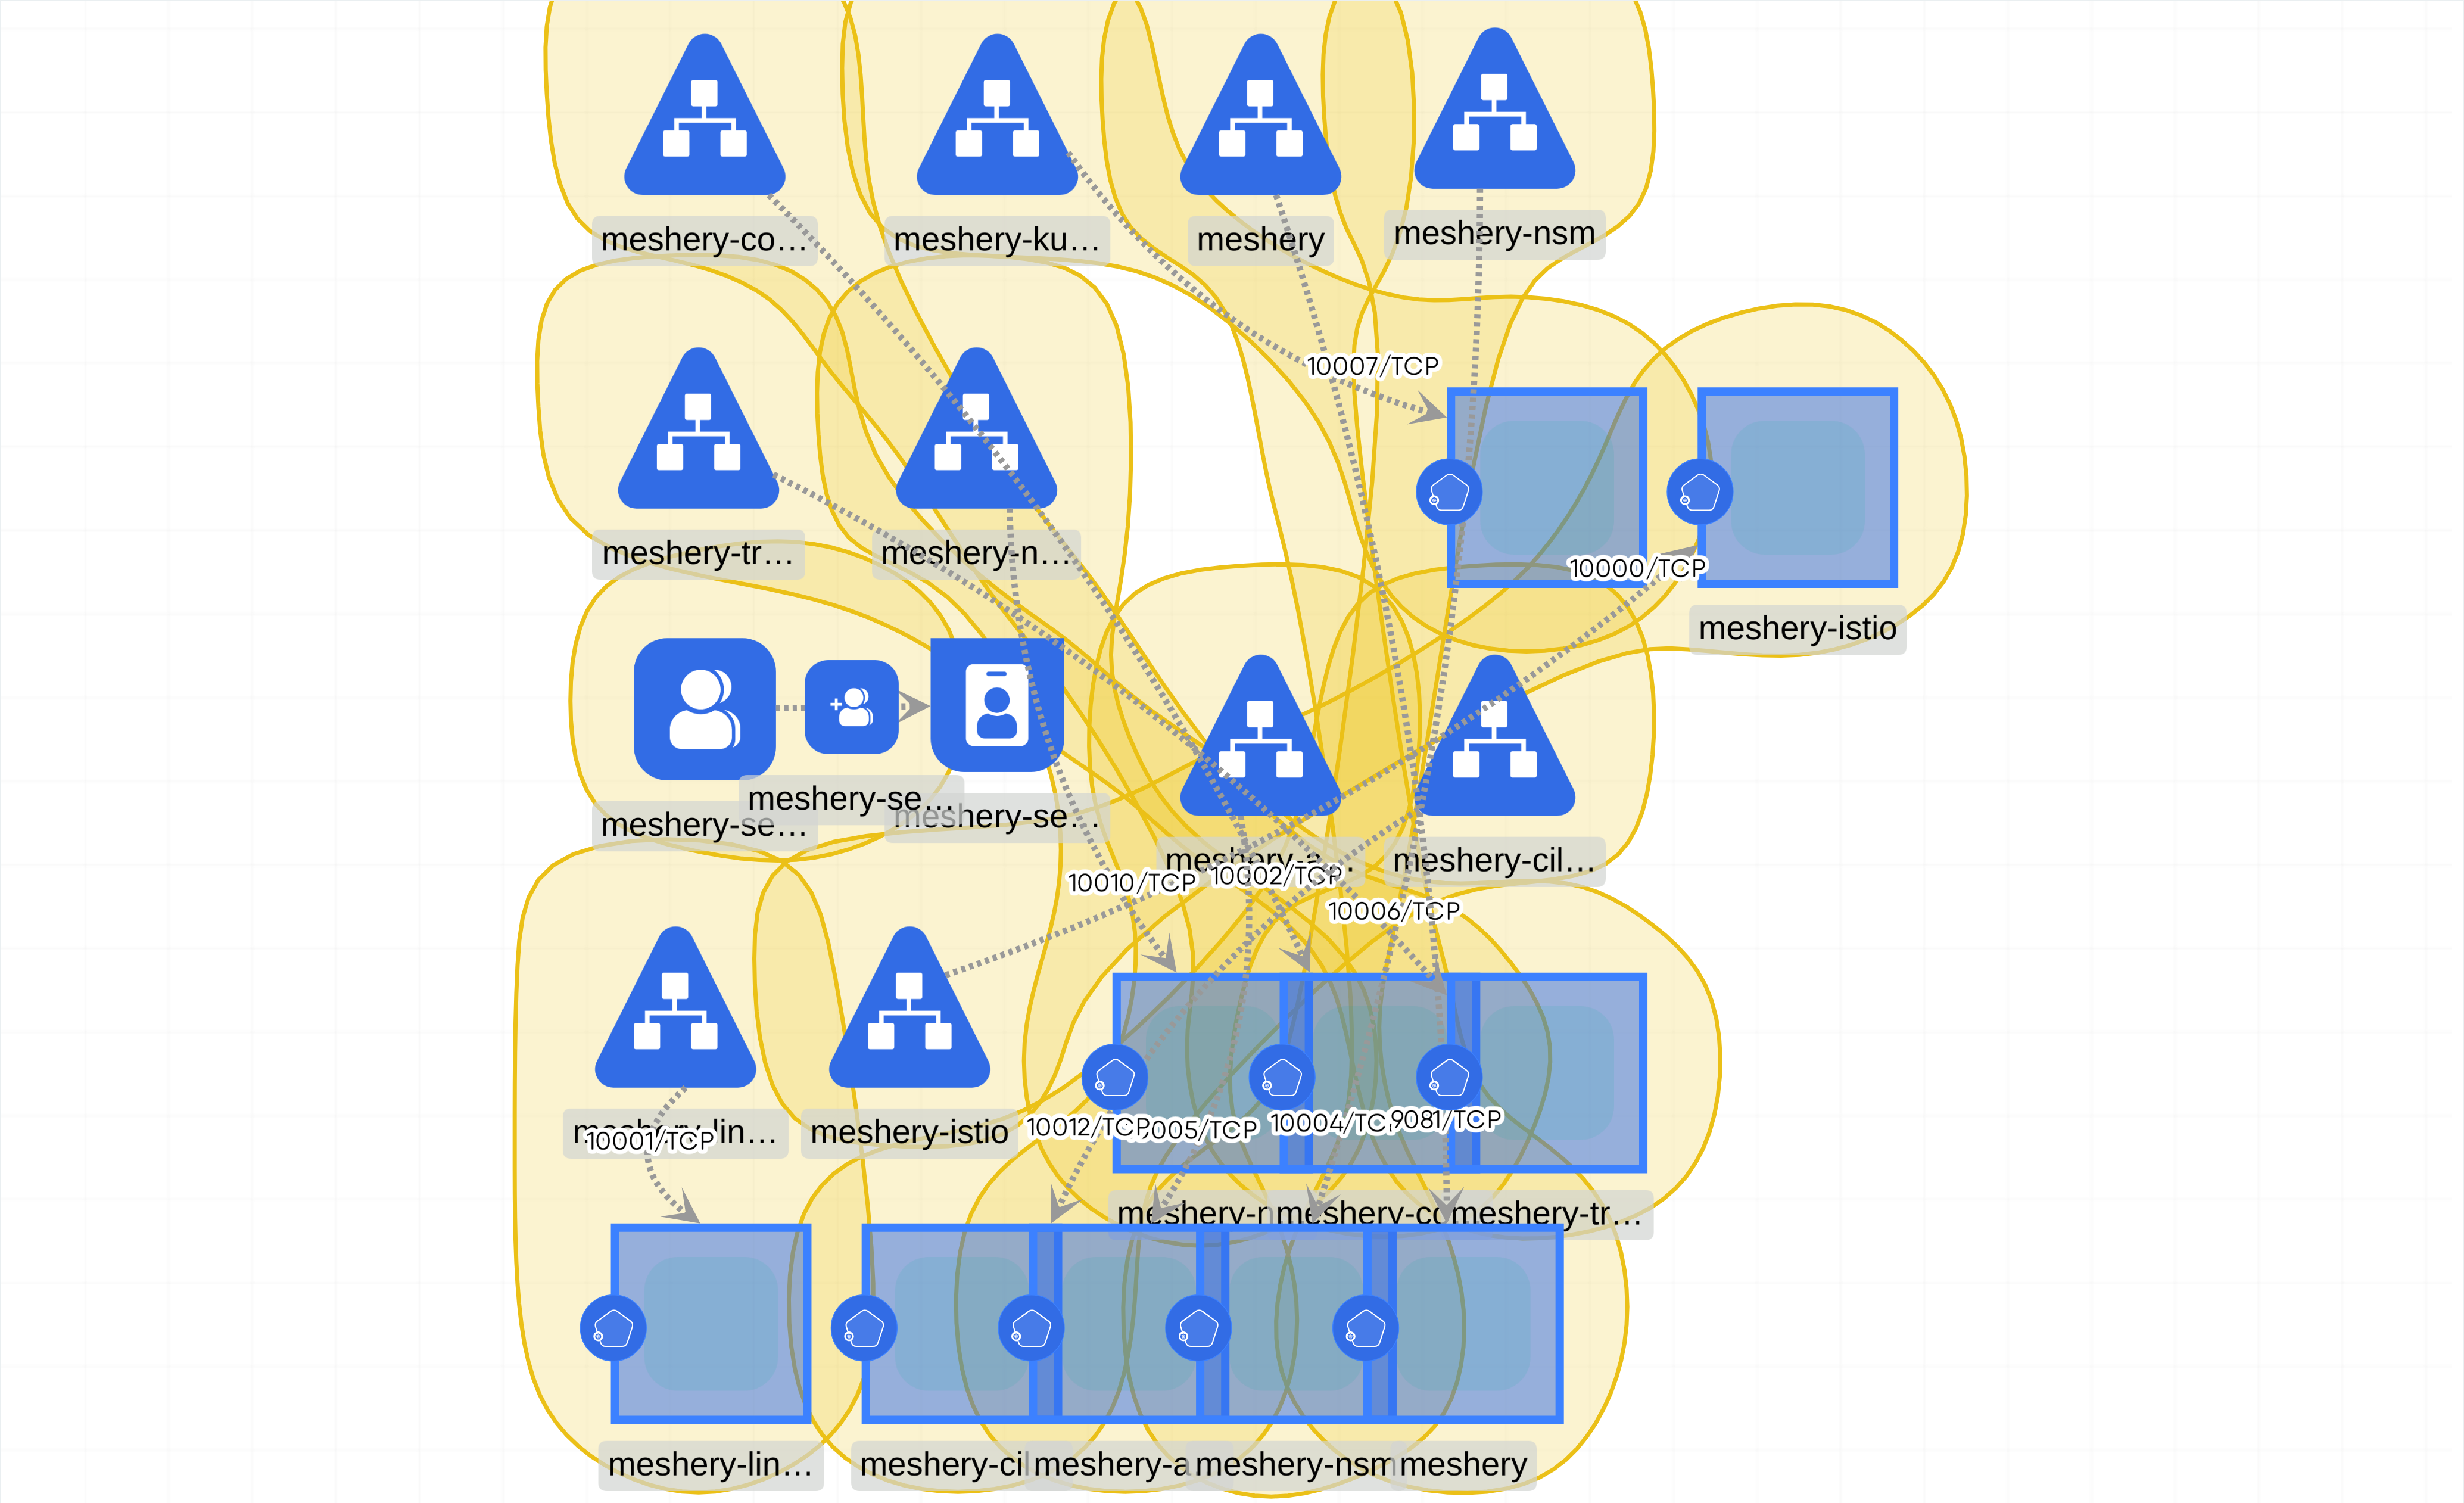 meshery-co…
meshery-ku…
meshery
meshery-nsm
10007/TCP
meshery-tr…
meshery-n…
10000/TCP
meshery-istio
meshery-se…
meshery-se…
meshery-se…
meshery-a…
meshery-cil…
10010/TCP
10002/TCP
10006/TCP
meshery-lin…
10001/TCP
meshery-istio
10012/TCP
10004/TCP
9081/TCP
meshery-n
meshery-co
meshery-tr…
meshery-lin…
meshery-cil
meshery-a
meshery-nsm
meshery